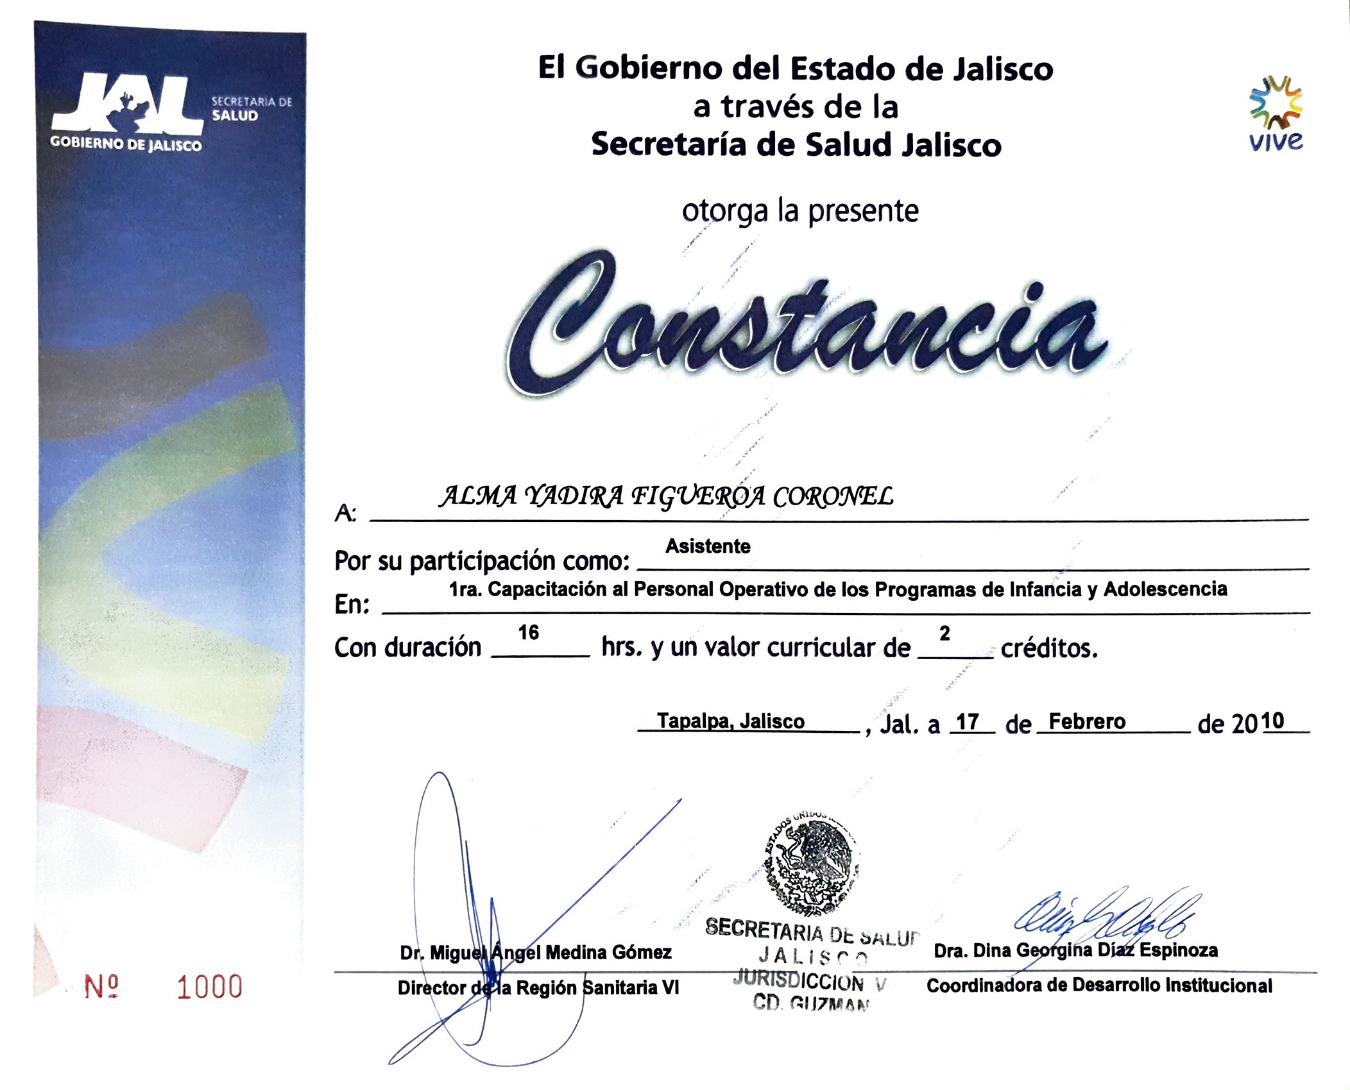 JAL
SECRETARIA DE
SALUD
GOBIERNO DE JALISCO
El Gobierno del Estado de Jalisco
a través de la
Secretaría de Salud Jalisco
vive
otorga la presente
Constancia
A: ALMA YADIRA FIGUEROA CORONEL
Por su participación como: Asistente
En: 1ra. Capacitación al Personal Operativo de los Programas de Infancia y Adolescencia
Con duración 16 hrs. y un valor curricular de 2 créditos.
Tapalpa, Jalisco, Jal. a 17 de Febrero de 2010
ESTADOS UNIDOS
SECRETARIA DE SALUD
JALISCO
JURISDICCION V
CD. GUZMAN
Dr. Miguel Ángel Medina Gómez
Director de la Región Sanitaria VI
Dra. Dina Georgina Díaz Espinoza
Coordinadora de Desarrollo Institucional
Nº 1000